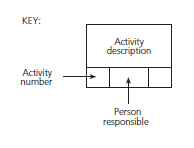 KEY:
Activity
description
Activity
number
Person
responsible